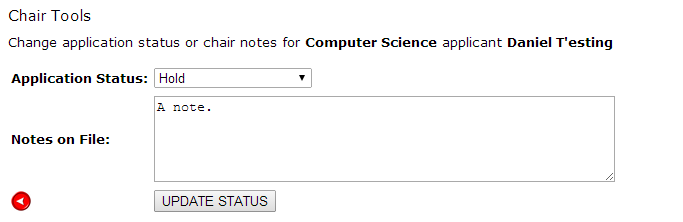 Chair Tools
Change application status or chair notes for Computer Science applicant Daniel T'esting
Application Status: Hold
A note.
Notes on File:
UPDATE STATUS